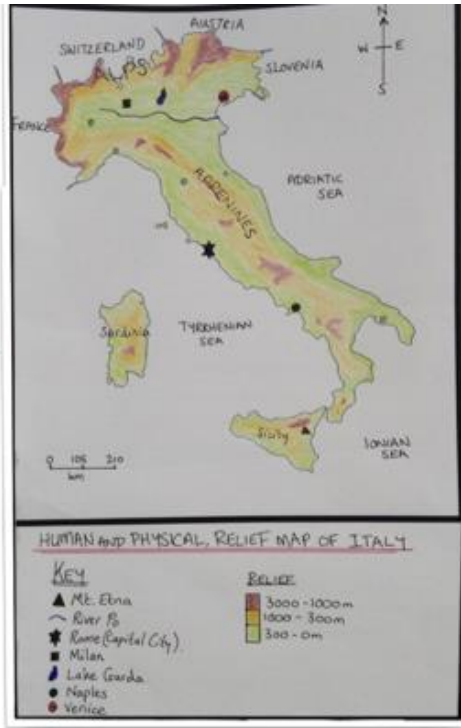 AUSTRIA
N
SWITZERLAND
ALPS
W E
SLOVENIA
S
FRANCE
ADRIATIC
SEA
APPENINES
Sardinia
TYRRHENIAN
SEA
Sicily
IONIAN
SEA
0 105 210
km
HUMAN AND PHYSICAL, RELIEF MAP OF ITALY
KEY
Mt. Etna
River Po
Rome (Capital City)
Milan
Lake Garda
Naples
Venice
RELIEF
3000 - 1000m
1000 - 300m
300 - 0m